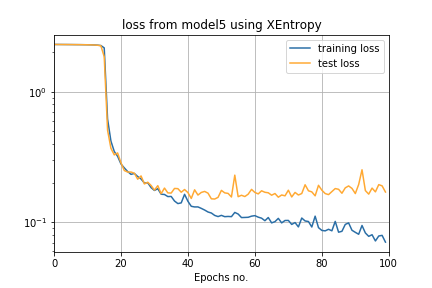 loss from model5 using XEntropy
training loss
test loss
10⁰
10⁻¹
0 20 40 60 80 100
Epochs no.